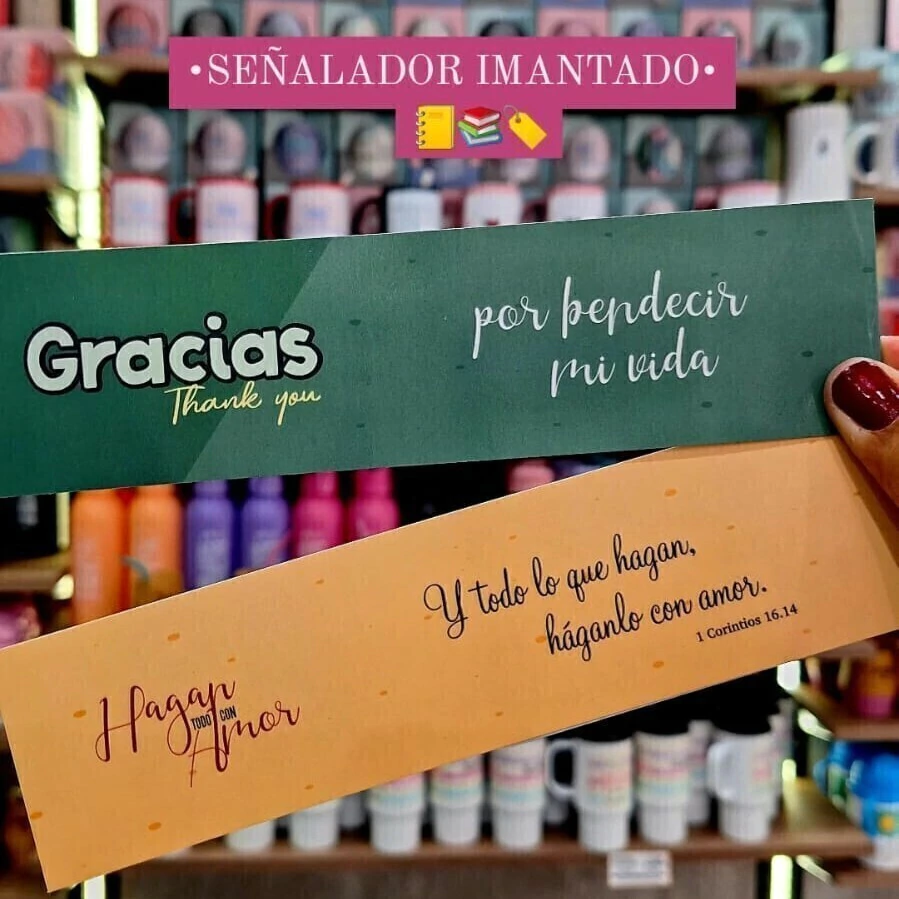 •SEÑALADOR IMANTADO•
Gracias
Thank you
por bendecir
mi vida
Y todo lo que hagan,
háganlo con amor.
1 Corintios 16.14
Hagan
TODO CON
Amor